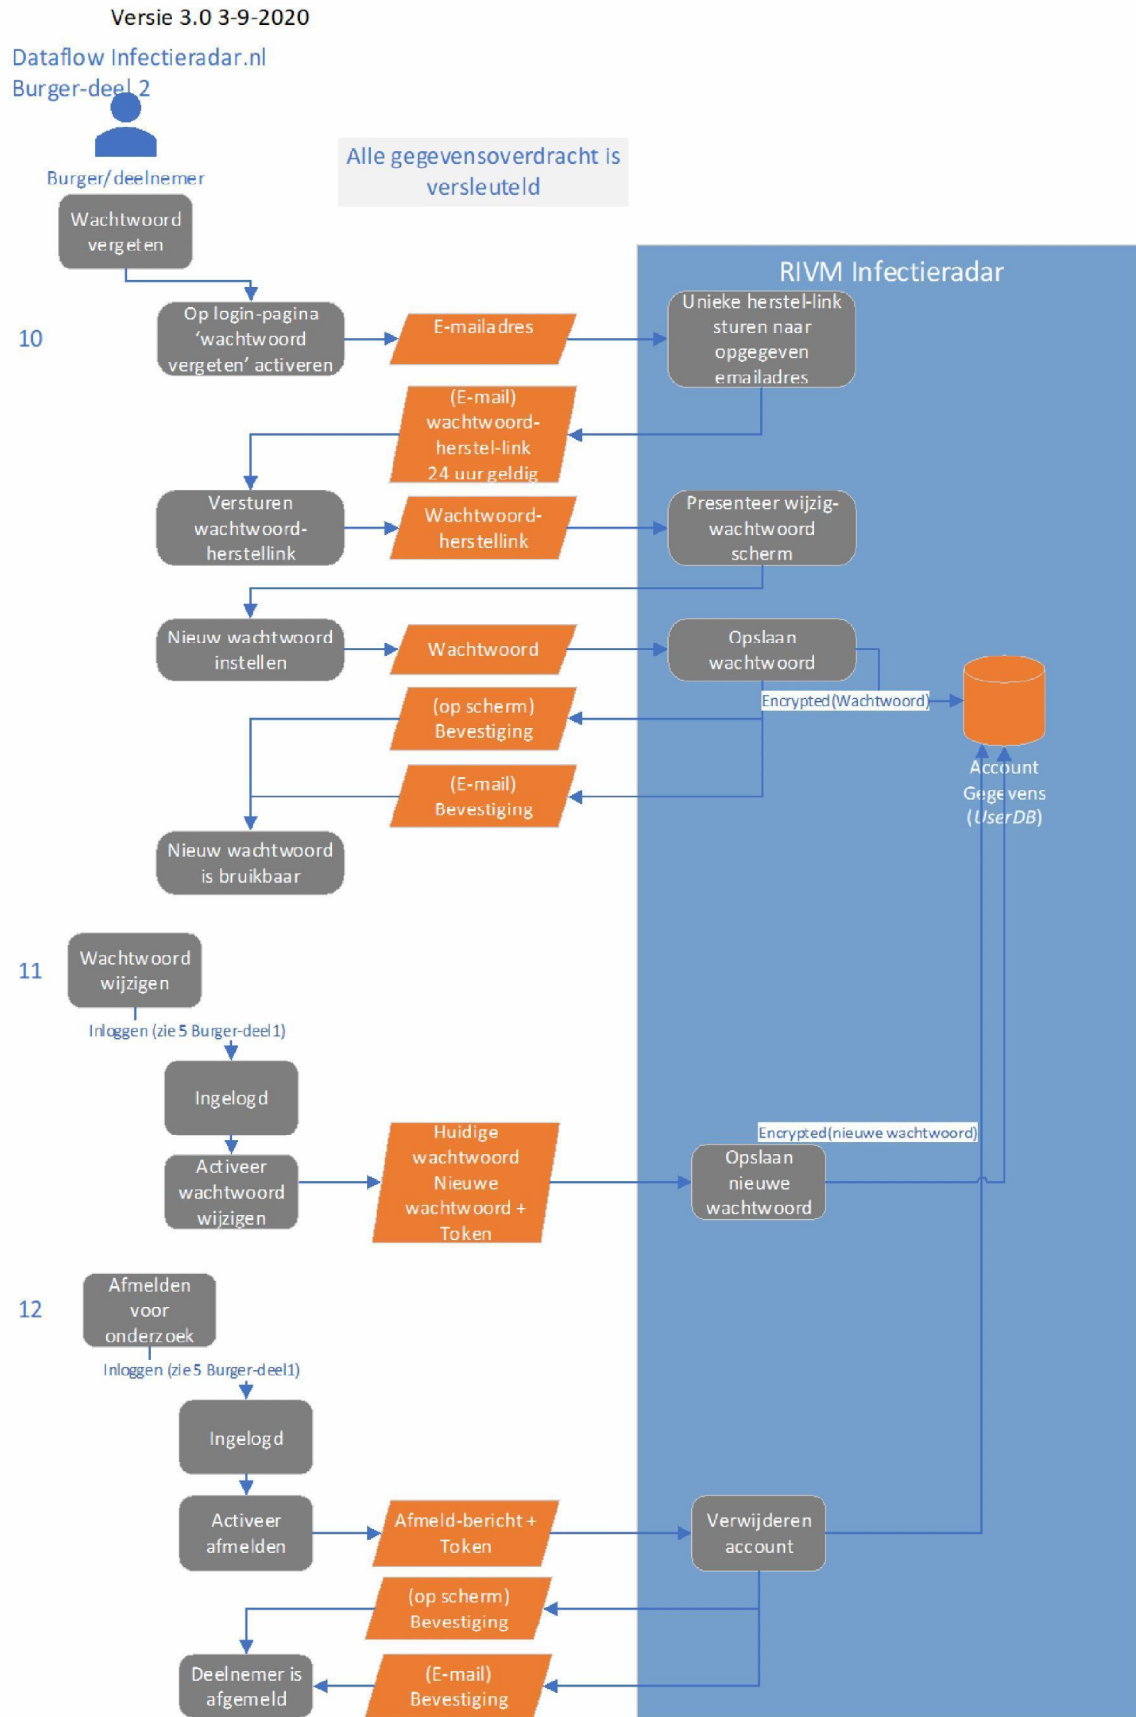 Versie 3.0 3-9-2020
Dataflow Infectieradar.nl
Burger-deel 2
Burger/deelnemer
Alle gegevensoverdracht is
versleuteld
Wachtwoord
vergeten
RIVM Infectieradar
10
Op login-pagina
‘wachtwoord
vergeten’ activeren
E-mailadres
Unieke herstel-link
sturen naar
opgegeven
emailadres
(E-mail)
wachtwoord-
herstel-link
24 uur geldig
Versturen
wachtwoord-
herstellink
Wachtwoord-
herstellink
Presenteer wijzig-
wachtwoord
scherm
Nieuw wachtwoord
instellen
Wachtwoord
Opslaan
wachtwoord
Encrypted(Wachtwoord)
(op scherm)
Bevestiging
(E-mail)
Bevestiging
Account
Gegevens
(UserDB)
Nieuw wachtwoord
is bruikbaar
11
Wachtwoord
wijzigen
Inloggen (zie 5 Burger-deel1)
Ingelogd
Activeer
wachtwoord
wijzigen
Huidige
wachtwoord
Nieuwe
wachtwoord +
Token
Encrypted(nieuwe wachtwoord)
Opslaan
nieuwe
wachtwoord
12
Afmelden
voor
onderzoek
Inloggen (zie 5 Burger-deel1)
Ingelogd
Activeer
afmelden
Afmeld-bericht +
Token
Verwijderen
account
(op scherm)
Bevestiging
Deelnemer is
afgemeld
(E-mail)
Bevestiging